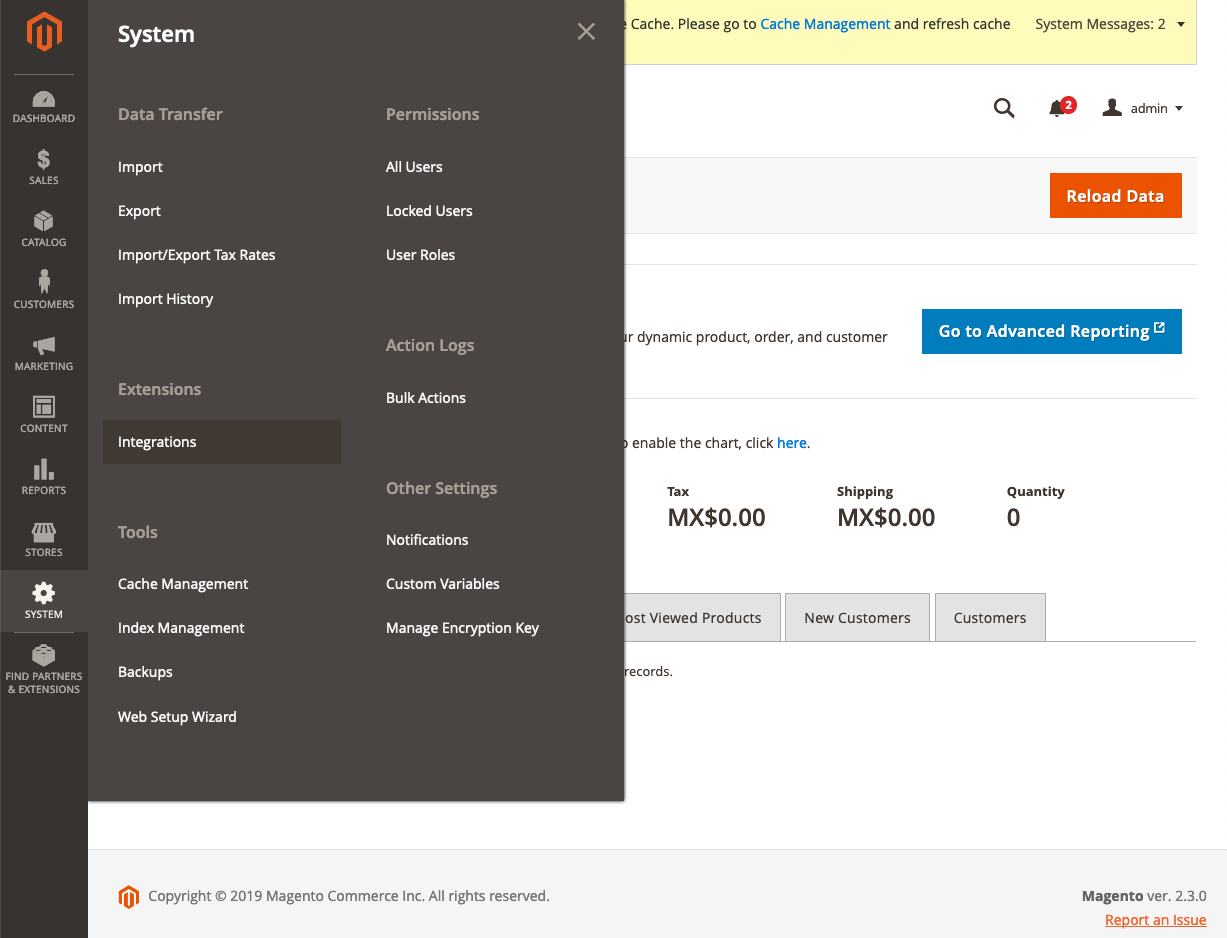 DASHBOARD
SALES
CATALOG
CUSTOMERS
MARKETING
CONTENT
REPORTS
STORES
SYSTEM
FIND PARTNERS
& EXTENSIONS
System
Data Transfer
Import
Export
Import/Export Tax Rates
Import History
Extensions
Integrations
Tools
Cache Management
Index Management
Backups
Web Setup Wizard
Permissions
All Users
Locked Users
User Roles
Action Logs
Bulk Actions
Other Settings
Notifications
Custom Variables
Manage Encryption Key
Cache. Please go to Cache Management and refresh cache
System Messages: 2
2
admin
Reload Data
dynamic product, order, and customer
Go to Advanced Reporting
enable the chart, click here.
Tax
MX$0.00
Shipping
MX$0.00
Quantity
0
ost Viewed Products
New Customers
Customers
records.
Copyright © 2019 Magento Commerce Inc. All rights reserved.
Magento ver. 2.3.0
Report an Issue